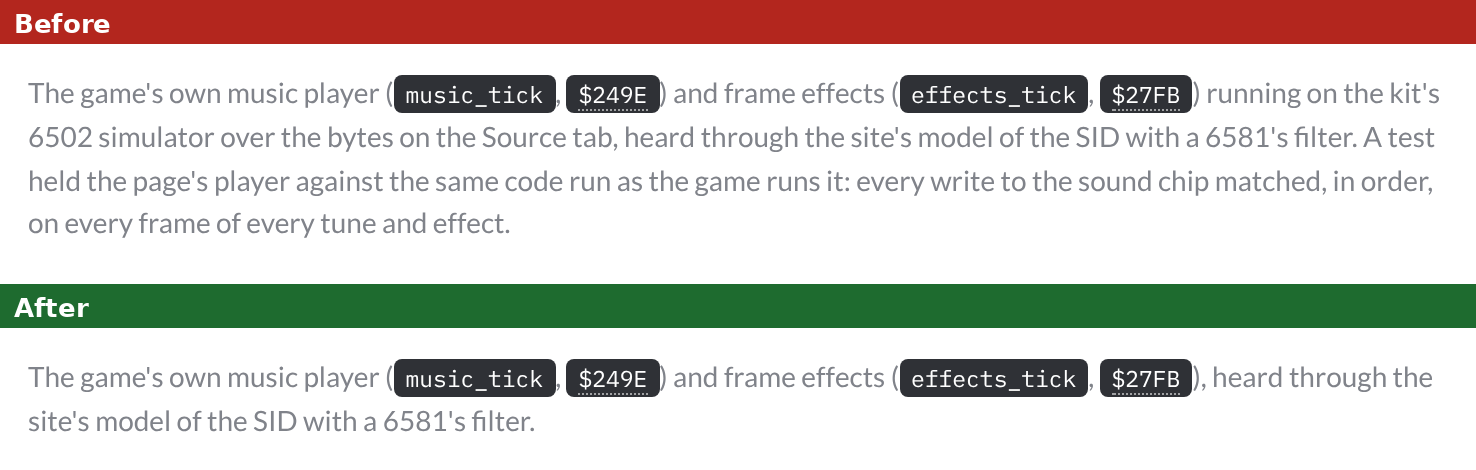 Before
The game's own music player (music_tick, $249E) and frame effects (effects_tick, $27FB) running on the kit's
6502 simulator over the bytes on the Source tab, heard through the site's model of the SID with a 6581's filter. A test
held the page's player against the same code run as the game runs it: every write to the sound chip matched, in order,
on every frame of every tune and effect.
After
The game's own music player (music_tick, $249E) and frame effects (effects_tick, $27FB), heard through the
site's model of the SID with a 6581's filter.